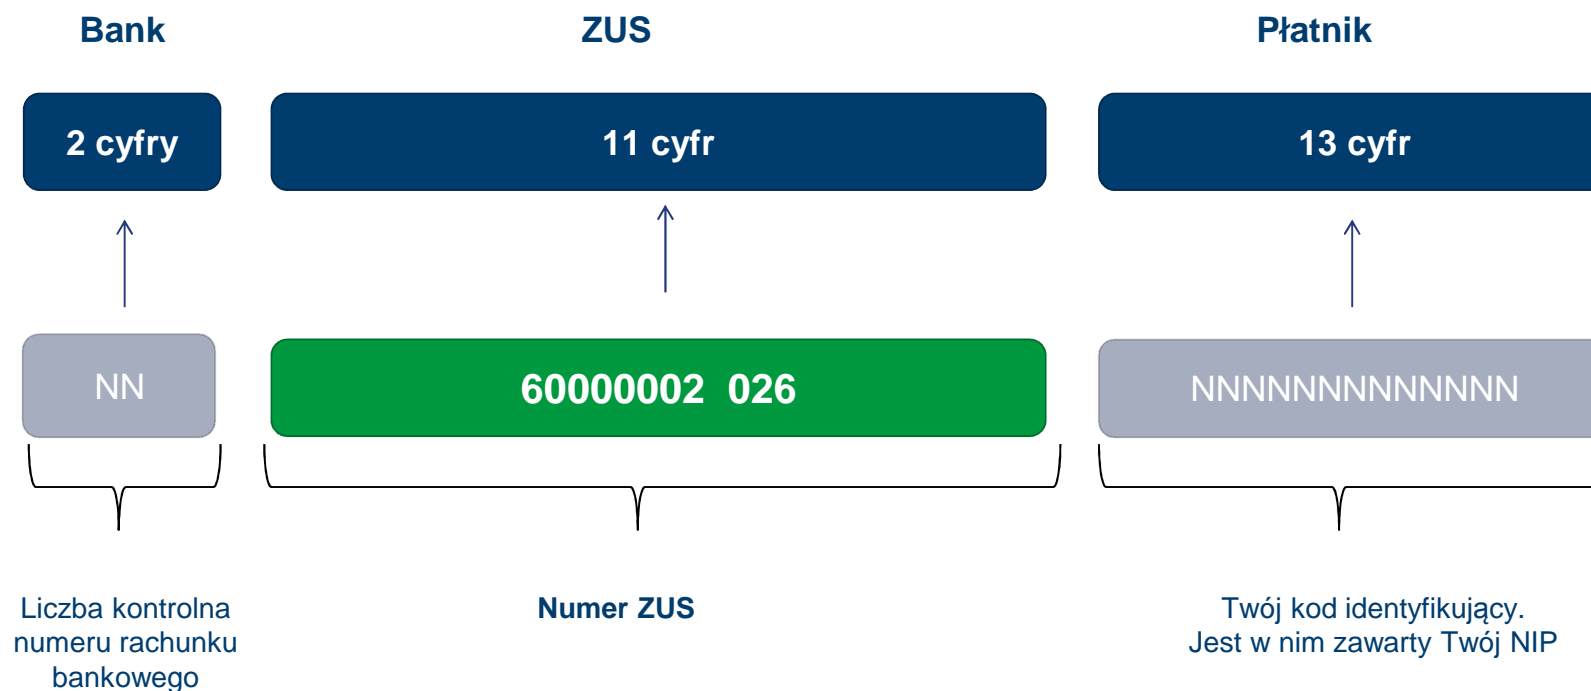 Bank
ZUS
Płatnik
2 cyfry
11 cyfr
13 cyfr
NN
60000002 026
NNNNNNNNNNNNN
Liczba kontrolna
numeru rachunku
bankowego
Numer ZUS
Twój kod identyfikujący.
Jest w nim zawarty Twój NIP